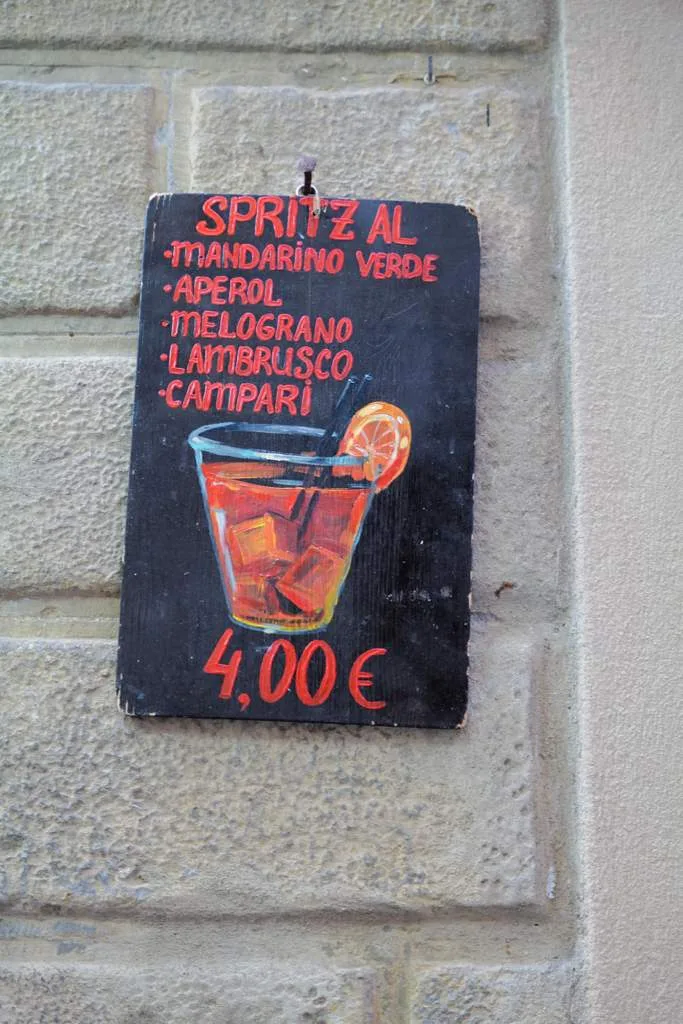 SPRITZ AL
·MANDARINO VERDE
·APEROL
·MELOGRANO
·LAMBRUSCO
·CAMPARI
4,00 €